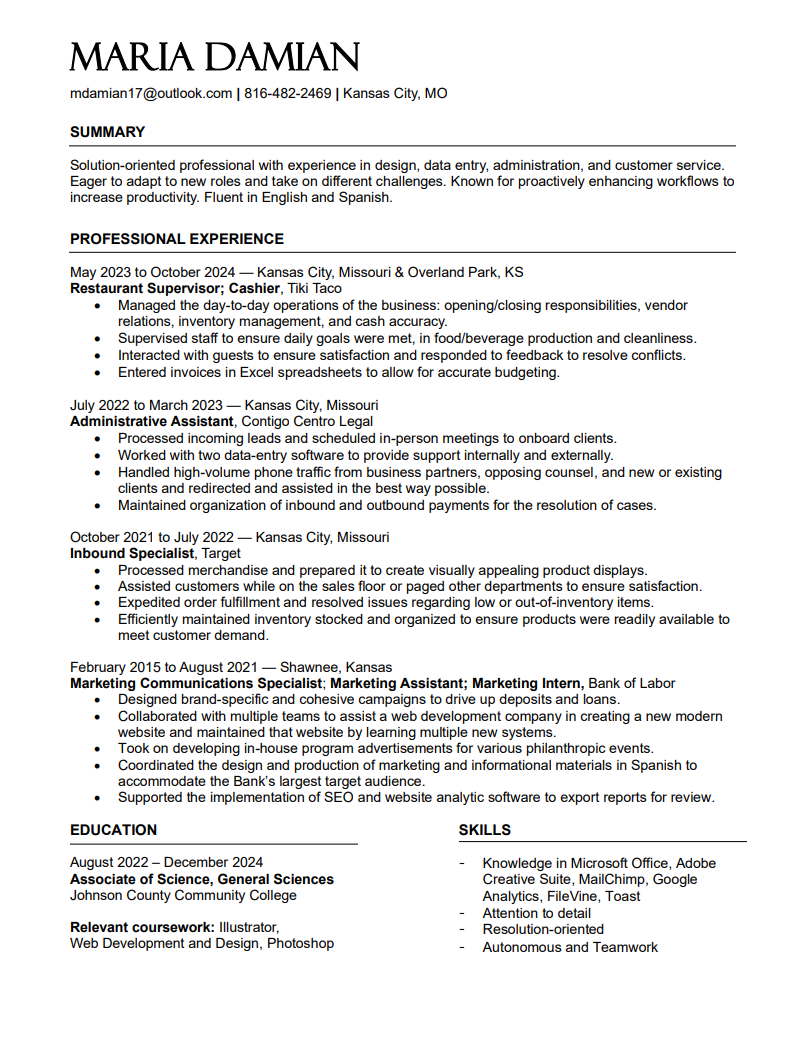 MARIA DAMIAN
mdamian17@outlook.com | 816-482-2469 | Kansas City, MO
SUMMARY
Solution-oriented professional with experience in design, data entry, administration, and customer service.
Eager to adapt to new roles and take on different challenges. Known for proactively enhancing workflows to
increase productivity. Fluent in English and Spanish.
PROFESSIONAL EXPERIENCE
May 2023 to October 2024 — Kansas City, Missouri & Overland Park, KS
Restaurant Supervisor; Cashier, Tiki Taco
• Managed the day-to-day operations of the business: opening/closing responsibilities, vendor
relations, inventory management, and cash accuracy.
• Supervised staff to ensure daily goals were met, in food/beverage production and cleanliness.
• Interacted with guests to ensure satisfaction and responded to feedback to resolve conflicts.
• Entered invoices in Excel spreadsheets to allow for accurate budgeting.
July 2022 to March 2023 — Kansas City, Missouri
Administrative Assistant, Contigo Centro Legal
• Processed incoming leads and scheduled in-person meetings to onboard clients.
• Worked with two data-entry software to provide support internally and externally.
• Handled high-volume phone traffic from business partners, opposing counsel, and new or existing
clients and redirected and assisted in the best way possible.
• Maintained organization of inbound and outbound payments for the resolution of cases.
October 2021 to July 2022 — Kansas City, Missouri
Inbound Specialist, Target
• Processed merchandise and prepared it to create visually appealing product displays.
• Assisted customers while on the sales floor or paged other departments to ensure satisfaction.
• Expedited order fulfillment and resolved issues regarding low or out-of-inventory items.
• Efficiently maintained inventory stocked and organized to ensure products were readily available to
meet customer demand.
February 2015 to August 2021 — Shawnee, Kansas
Marketing Communications Specialist; Marketing Assistant; Marketing Intern, Bank of Labor
• Designed brand-specific and cohesive campaigns to drive up deposits and loans.
• Collaborated with multiple teams to assist a web development company in creating a new modern
website and maintained that website by learning multiple new systems.
• Took on developing in-house program advertisements for various philanthropic events.
• Coordinated the design and production of marketing and informational materials in Spanish to
accommodate the Bank's largest target audience.
• Supported the implementation of SEO and website analytic software to export reports for review.
EDUCATION
August 2022 – December 2024
Associate of Science, General Sciences
Johnson County Community College
Relevant coursework: Illustrator,
Web Development and Design, Photoshop
SKILLS
- Knowledge in Microsoft Office, Adobe
Creative Suite, MailChimp, Google
Analytics, FileVine, Toast
- Attention to detail
- Resolution-oriented
- Autonomous and Teamwork